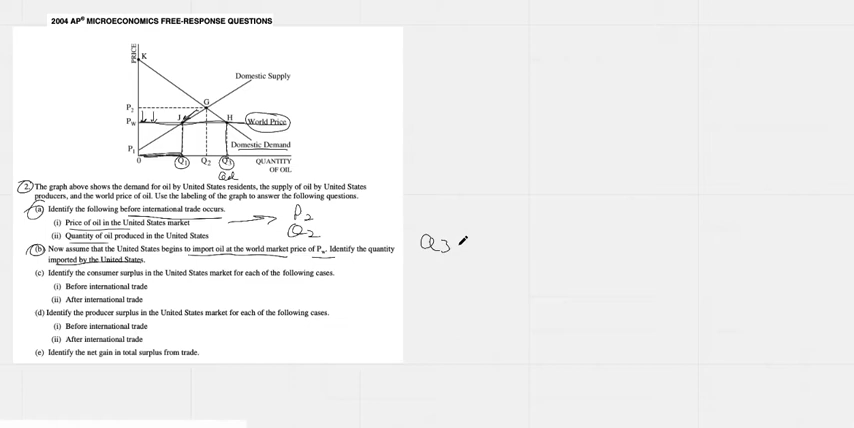 2004 AP® MICROECONOMICS FREE-RESPONSE QUESTIONS
PRICE
K
Domestic Supply
P2
G
PW
J
H
World Price
Domestic Demand
P1
0
Q1
Q2
Q3
QUANTITY
OF OIL
Qd
2. The graph above shows the demand for oil by United States residents, the supply of oil by United States
producers, and the world price of oil. Use the labeling of the graph to answer the following questions.
(a) Identify the following before international trade occurs.
(i) Price of oil in the United States market
P2
(ii) Quantity of oil produced in the United States
Q2
(b) Now assume that the United States begins to import oil at the world market price of Pw. Identify the quantity
imported by the United States.
Q3
(c) Identify the consumer surplus in the United States market for each of the following cases.
(i) Before international trade
(ii) After international trade
(d) Identify the producer surplus in the United States market for each of the following cases.
(i) Before international trade
(ii) After international trade
(e) Identify the net gain in total surplus from trade.